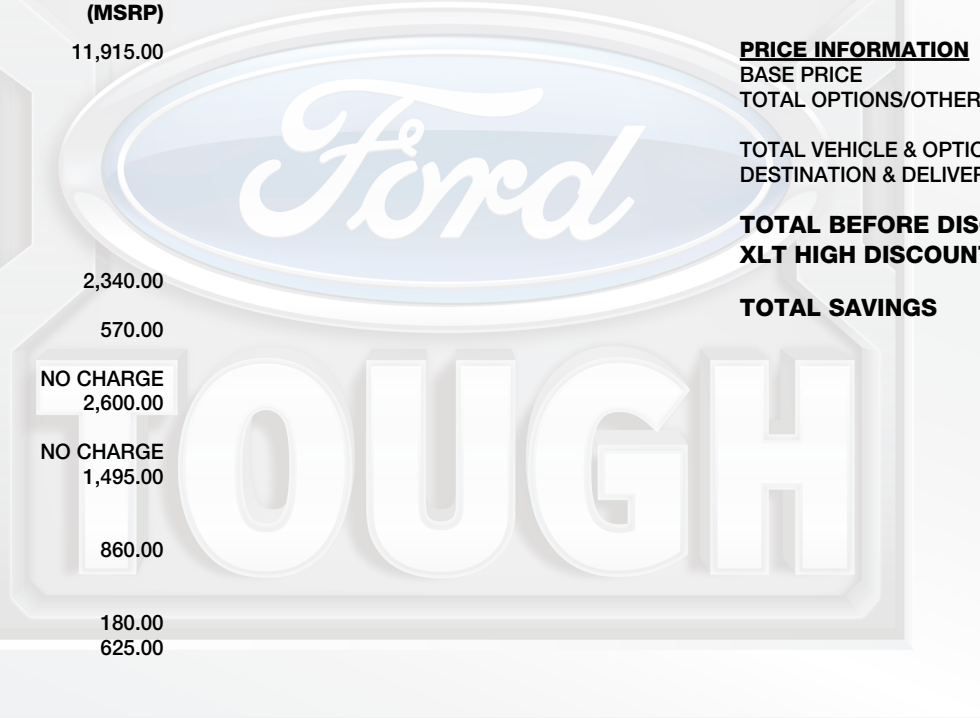 (MSRP)
11,915.00
2,340.00
570.00
NO CHARGE
2,600.00
NO CHARGE
1,495.00
860.00
180.00
625.00
PRICE INFORMATION
BASE PRICE
TOTAL OPTIONS/OTHER
TOTAL VEHICLE & OPTIO
DESTINATION & DELIVER
TOTAL BEFORE DIS
XLT HIGH DISCOUNT
TOTAL SAVINGS
Ford
TOUGH